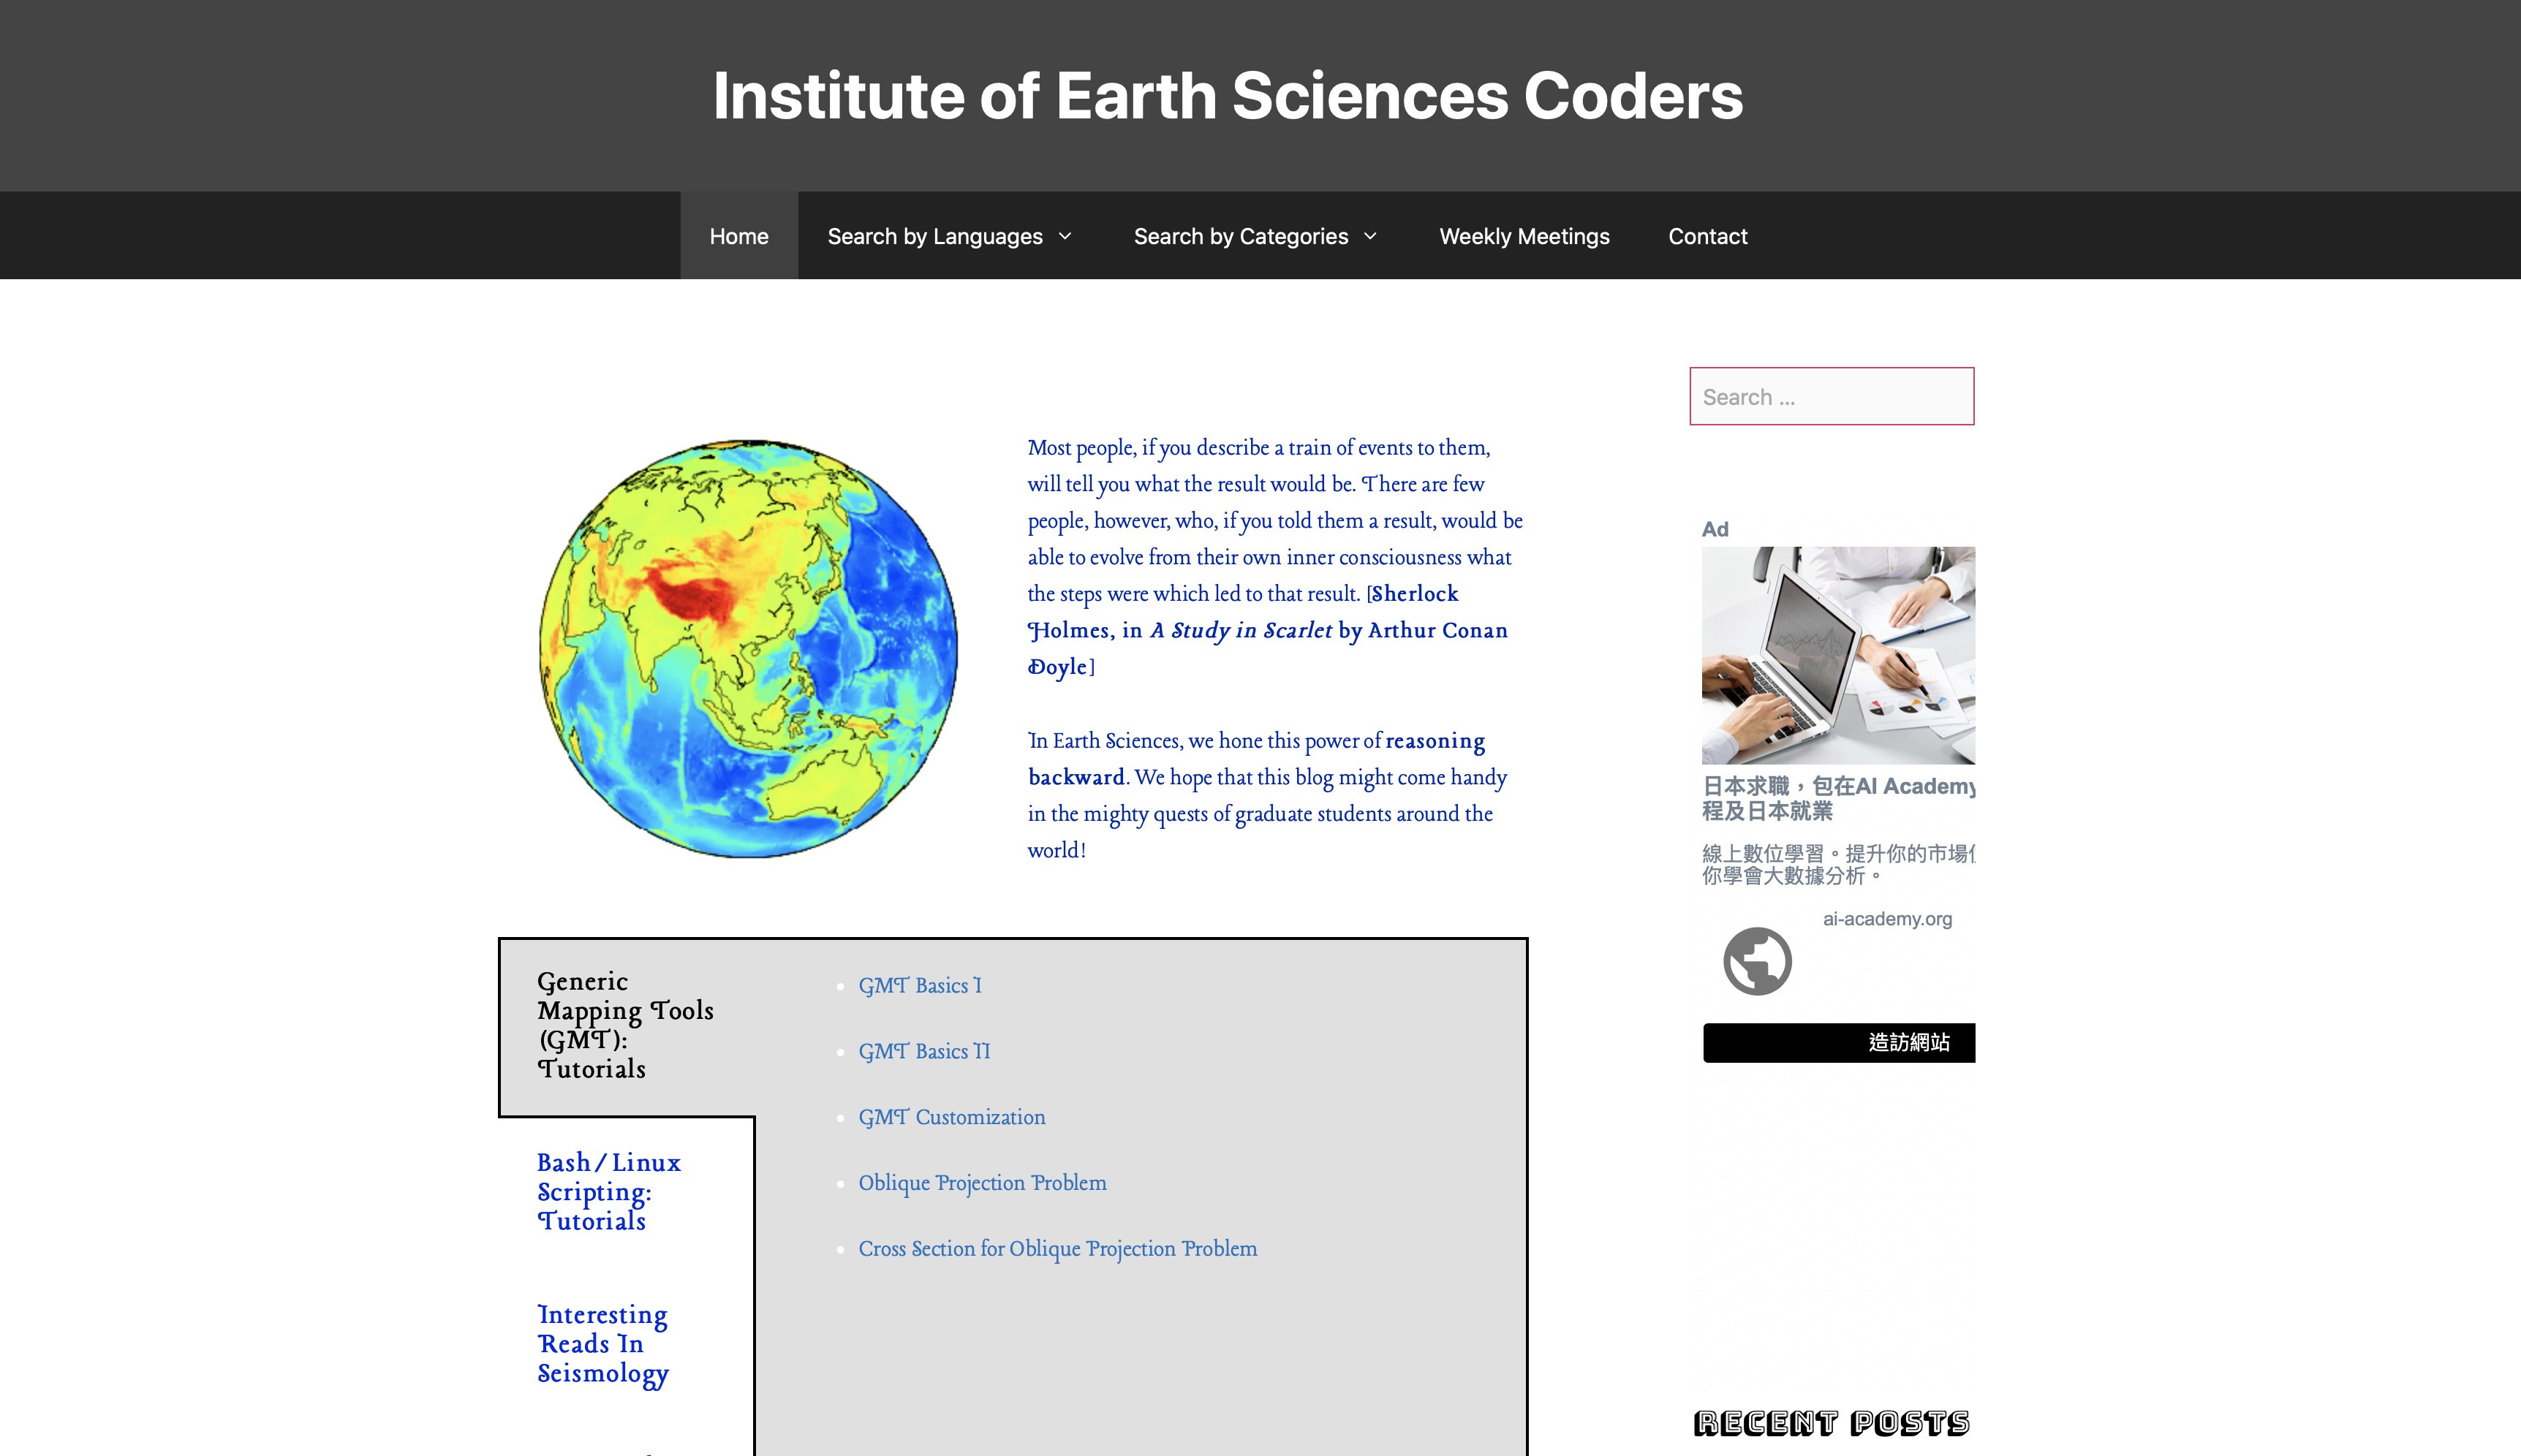 Institute of Earth Sciences Coders
Home
Search by Languages
Search by Categories
Weekly Meetings
Contact
Most people, if you describe a train of events to them,
will tell you what the result would be. There are few
people, however, who, if you told them a result, would be
able to evolve from their own inner consciousness what
the steps were which led to that result. [Sherlock
Holmes, in A Study in Scarlet by Arthur Conan
Doyle]
In Earth Sciences, we hone this power of reasoning
backward. We hope that this blog might come handy
in the mighty quests of graduate students around the
world!
Generic
Mapping Tools
(GMT):
Tutorials
Bash/Linux
Scripting:
Tutorials
Interesting
Reads In
Seismology
GMT Basics I
GMT Basics II
GMT Customization
Oblique Projection Problem
Cross Section for Oblique Projection Problem
Search ...
Ad
日本求職，包在AI Academy
程及日本就業
線上數位學習。提升你的市場
你學會大數據分析。
ai-academy.org
造訪網站
RECENT POSTS